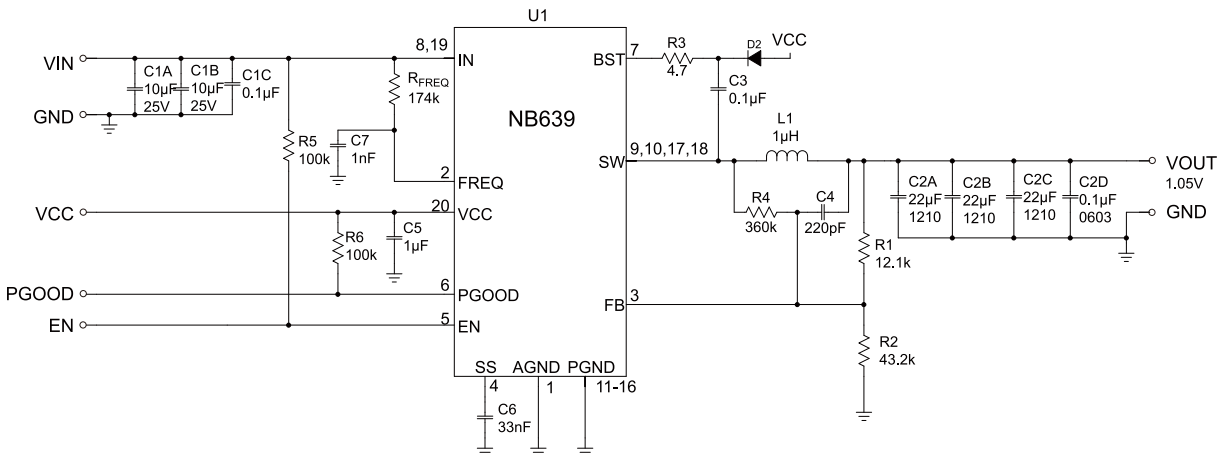 U1
NB639
VIN
C1A
10µF
25V
C1B
10µF
25V
C1C
0.1µF
GND
8,19
IN
RFREQ
174k
R5
100k
C7
1nF
2
FREQ
VCC
20
VCC
R6
100k
C5
1µF
PGOOD
6
PGOOD
EN
5
EN
SS
4
AGND
1
PGND
11-16
C6
33nF
BST
7
R3
4.7
D2
VCC
C3
0.1µF
SW
9,10,17,18
L1
1µH
R4
360k
C4
220pF
R1
12.1k
FB
3
R2
43.2k
C2A
22µF
1210
C2B
22µF
1210
C2C
22µF
1210
C2D
0.1µF
0603
VOUT
1.05V
GND